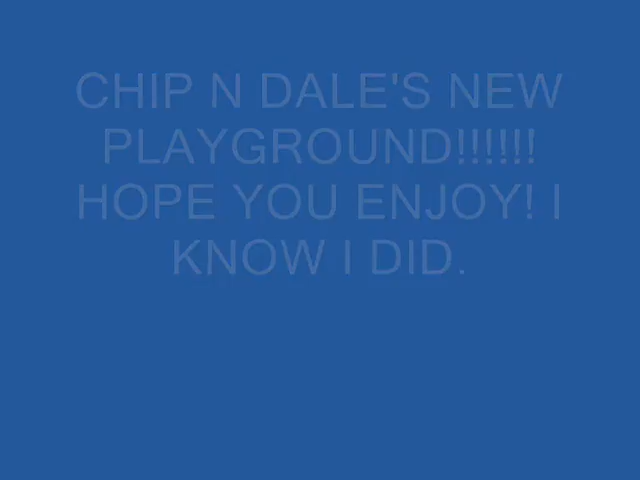 CHIP N DALE'S NEW
PLAYGROUND!!!!!!
HOPE YOU ENJOY! I
KNOW I DID.